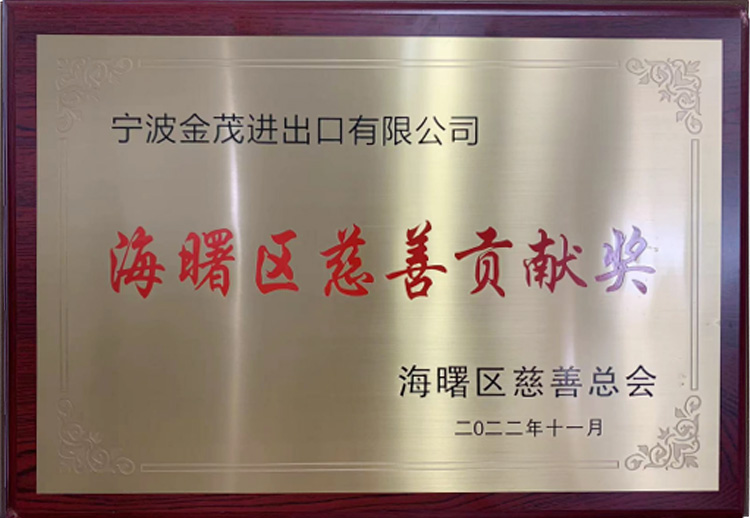 宁波金茂进出口有限公司
海曙区慈善贡献奖
海曙区慈善总会
二〇二二年十一月